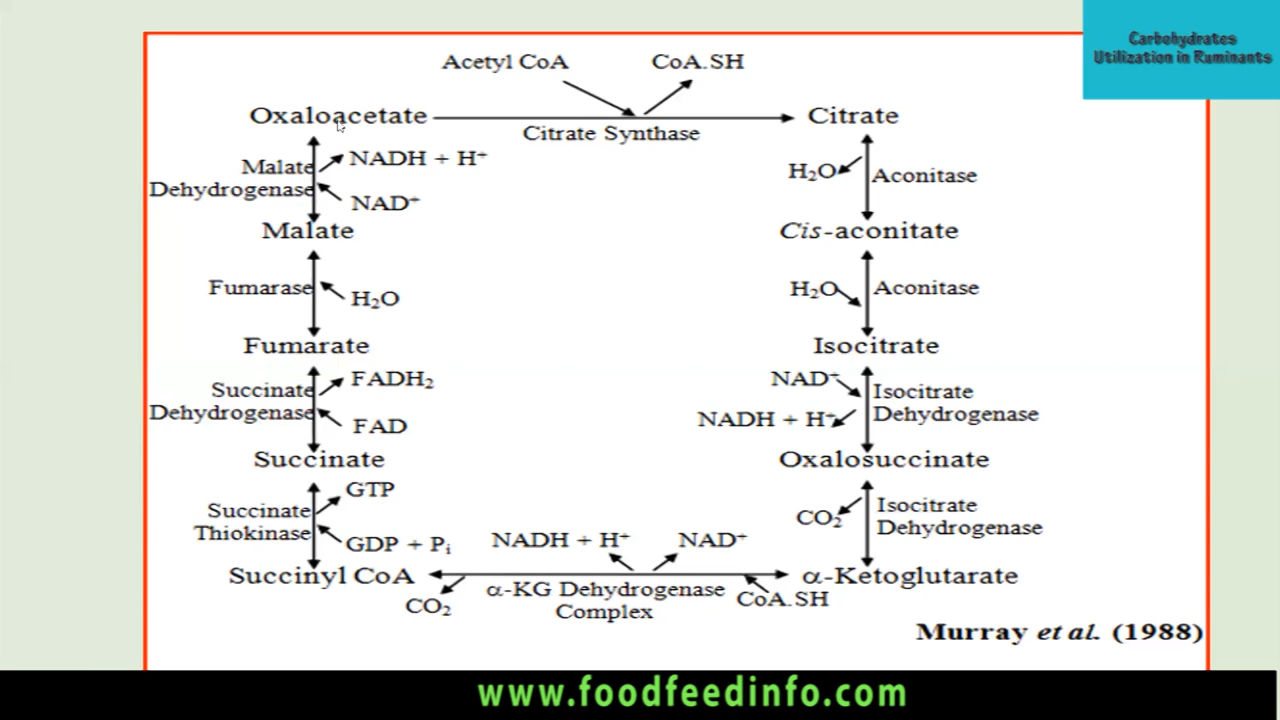 Carbohydrates
Utilization in Ruminants
Acetyl CoA
CoA.SH
Oxaloacetate
Citrate Synthase
Citrate
Malate
Dehydrogenase
NADH + H⁺
NAD⁺
H₂O
Aconitase
Malate
Cis-aconitate
Fumarase
H₂O
H₂O
Aconitase
Fumarate
Isocitrate
Succinate
Dehydrogenase
FADH₂
FAD
NAD⁺
NADH + H⁺
Isocitrate
Dehydrogenase
Succinate
Oxalosuccinate
Succinate
Thiokinase
GTP
GDP + Pᵢ
CO₂
Isocitrate
Dehydrogenase
NADH + H⁺
NAD⁺
Succinyl CoA
α-Ketoglutarate
CO₂
α-KG Dehydrogenase
Complex
CoA.SH
Murray et al. (1988)
www.foodfeedinfo.com